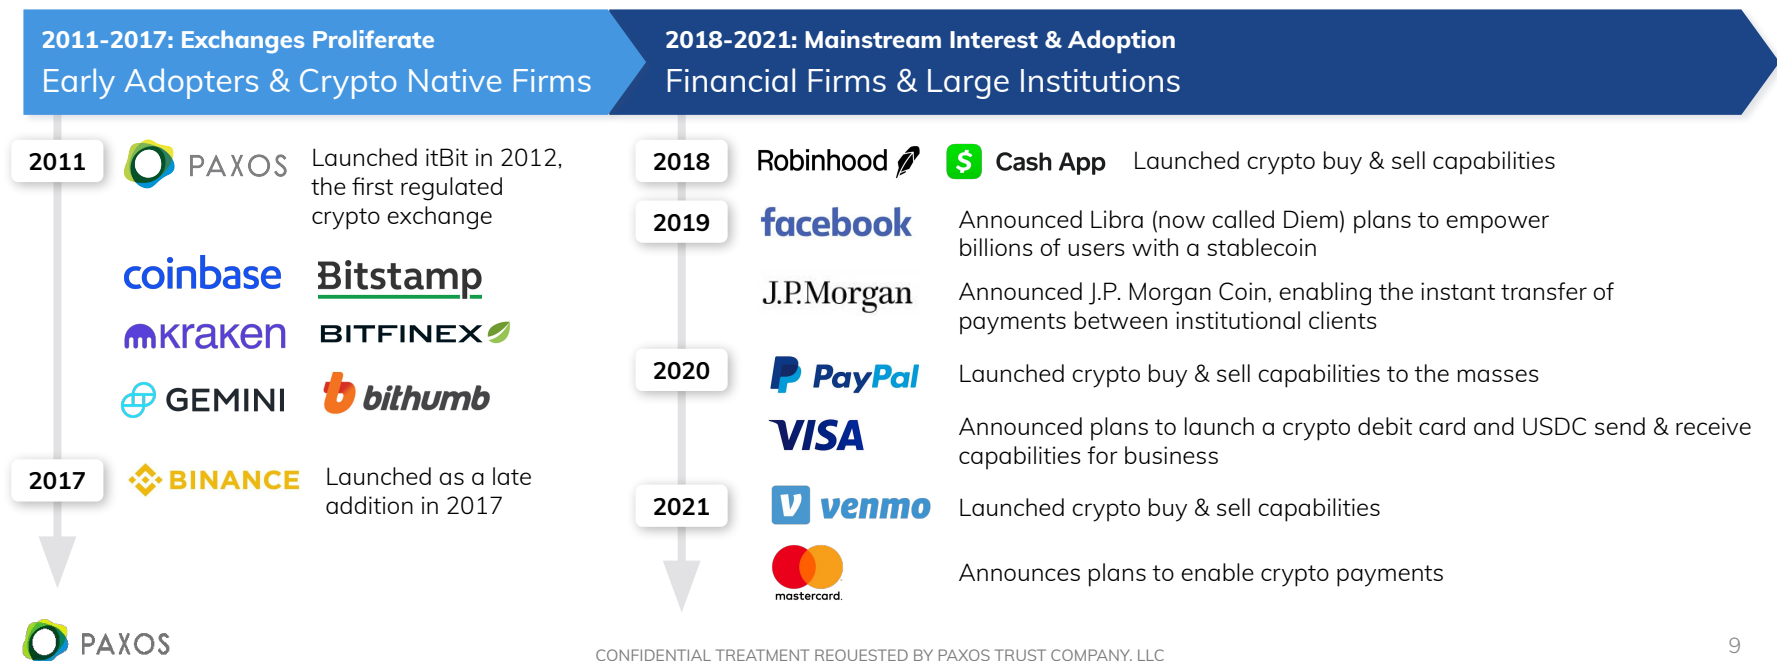 2011-2017: Exchanges Proliferate
Early Adopters & Crypto Native Firms
2018-2021: Mainstream Interest & Adoption
Financial Firms & Large Institutions
2011
PAXOS
Launched itBit in 2012,
the first regulated
crypto exchange
coinbase
Bitstamp
Kraken
BITFINEX
GEMINI
bithumb
2017
BINANCE
Launched as a late
addition in 2017
2018
Robinhood
Cash App
Launched crypto buy & sell capabilities
2019
facebook
Announced Libra (now called Diem) plans to empower
billions of users with a stablecoin
J.P.Morgan
Announced J.P. Morgan Coin, enabling the instant transfer of
payments between institutional clients
2020
PayPal
Launched crypto buy & sell capabilities to the masses
VISA
Announced plans to launch a crypto debit card and USDC send & receive
capabilities for business
2021
venmo
Launched crypto buy & sell capabilities
mastercard.
Announces plans to enable crypto payments
PAXOS
CONFIDENTIAL TREATMENT REQUESTED BY PAXOS TRUST COMPANY, LLC
9